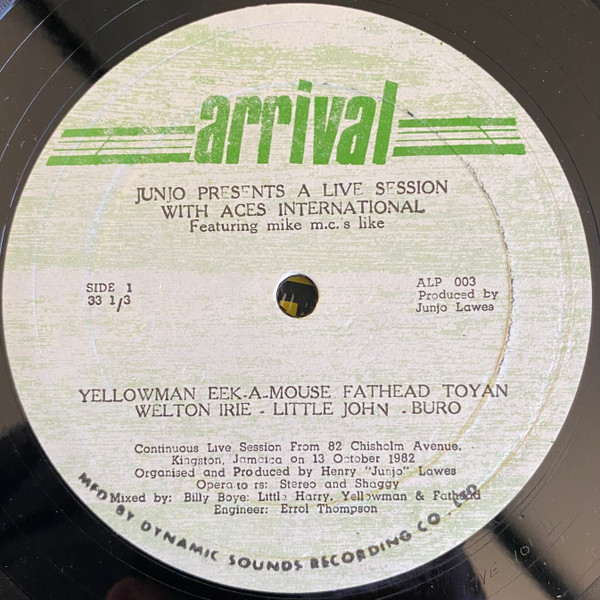 arrival
JUNJO PRESENTS A LIVE SESSION
WITH ACES INTERNATIONAL
Featuring mike m.c.'s like
SIDE 1
33 1/3
ALP 003
Produced by
Junjo Lawes
YELLOWMAN EEK-A-MOUSE FATHEAD TOYAN
WELTON IRIE - LITTLE JOHN - BURO
Continuous Live Session From 82 Chisholm Avenue,
Kingston, Jamaica on 13 October 1982
Organised and Produced by Henry "Junjo" Lawes
Operators: Stereo and Shaggy
Mixed by: Billy Boye: Little Harry, Yellowman & Fathead
Engineer: Errol Thompson
MFD BY DYNAMIC SOUNDS RECORDING CO. LTD